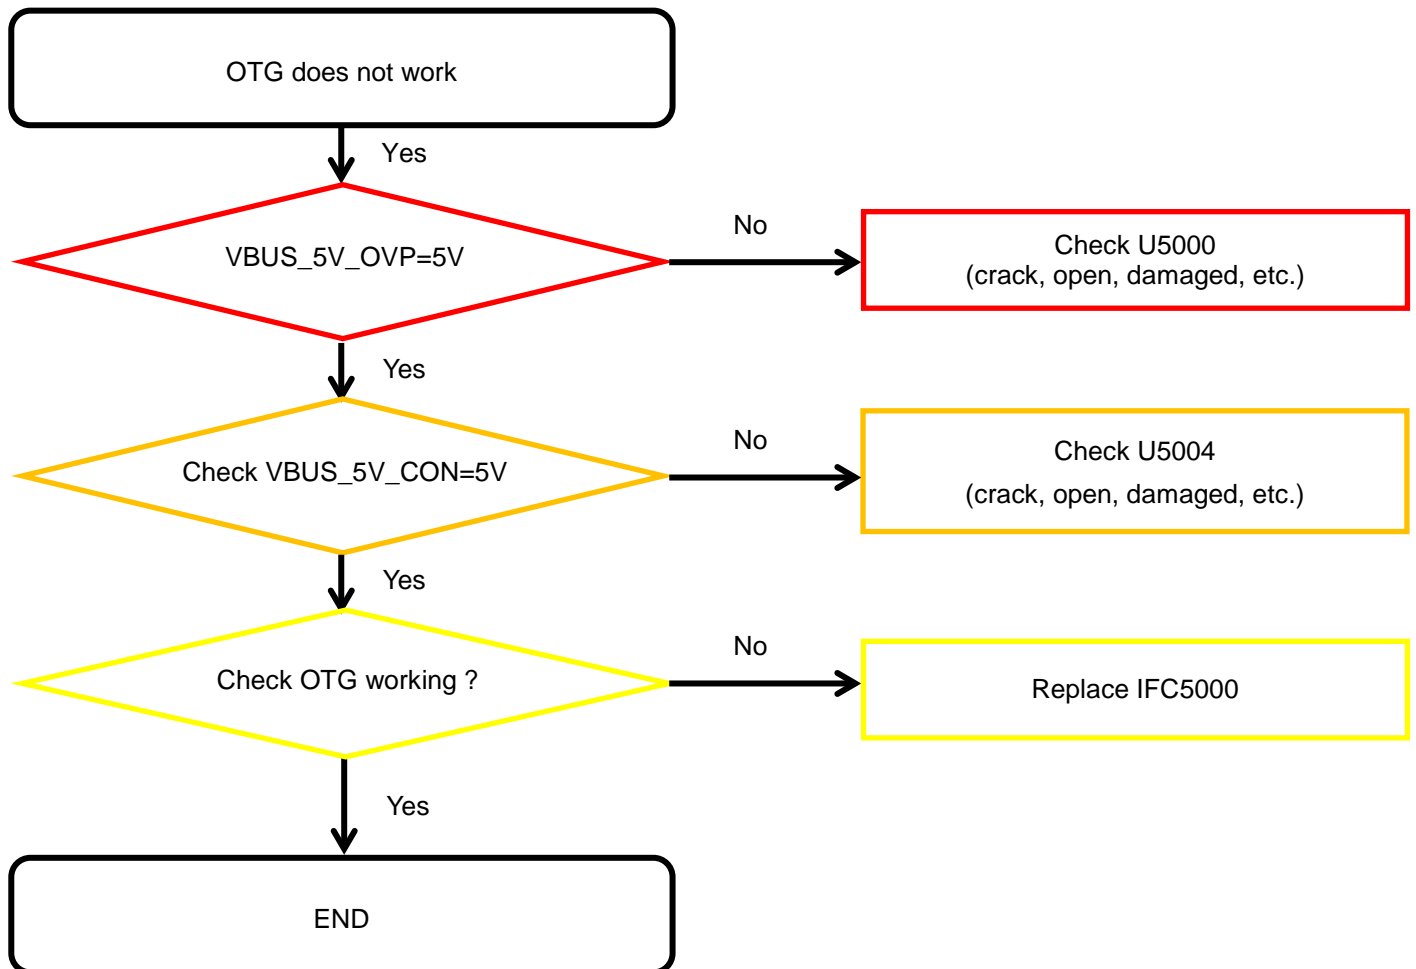 OTG does not work
Yes
VBUS_5V_OVP=5V
No
Check U5000
(crack, open, damaged, etc.)
Yes
Check VBUS_5V_CON=5V
No
Check U5004
(crack, open, damaged, etc.)
Yes
Check OTG working ?
No
Replace IFC5000
Yes
END